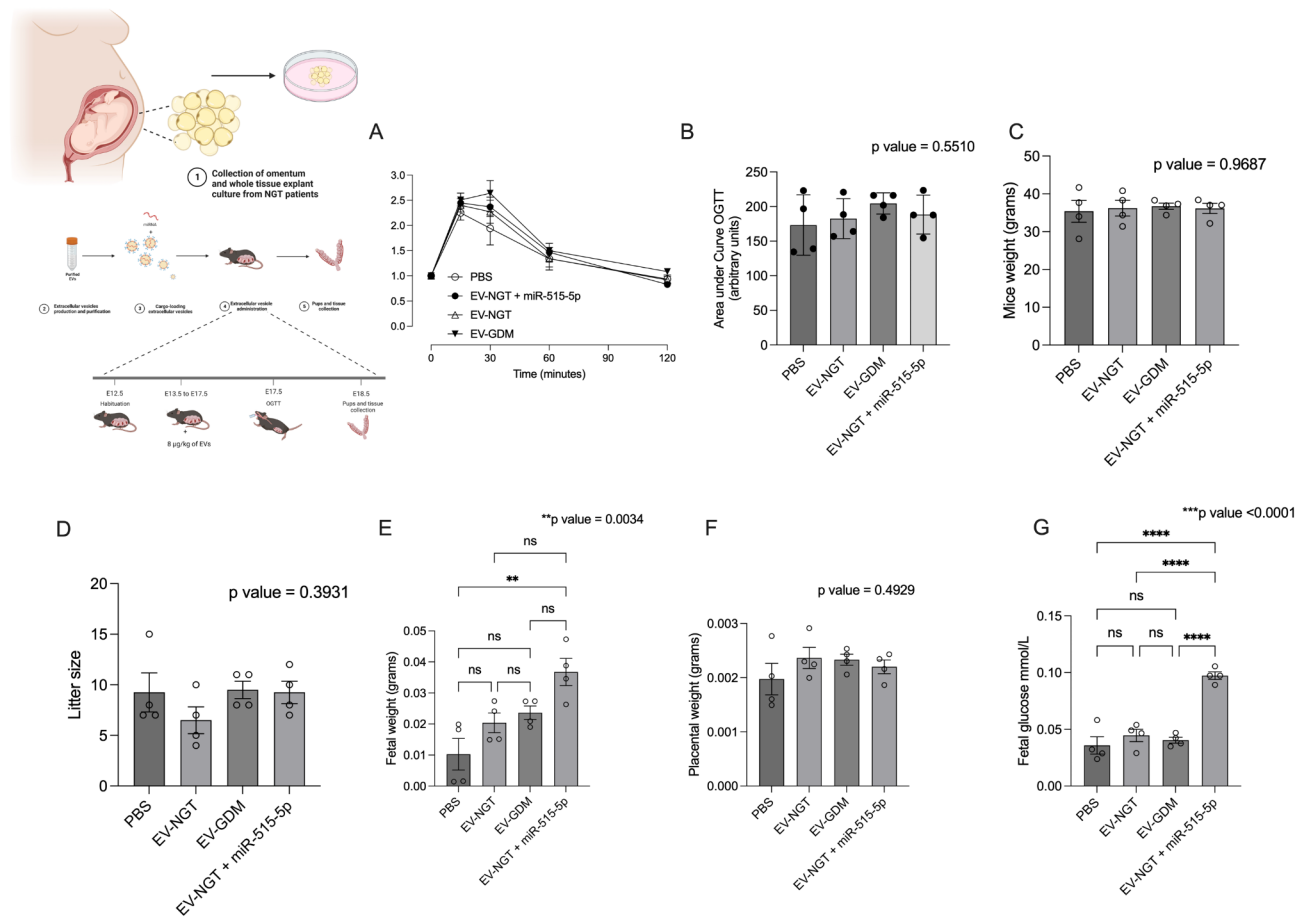 1 Collection of omentum
and whole tissue explant
culture from NGT patients
miRNA
+
Purified
EVs
2 Extracellular vesicles
production and purification
3 Cargo-loading
extracellular vesicles
4 Extracellular vesicle
administration
5 Pups and tissue
collection
E12.5
Habituation
E13.5 to E17.5
+
8 µg/kg of EVs
E17.5
OGTT
E18.5
Pups and tissue
collection
A
3.0
2.5
2.0
1.5
1.0
0.5
0.0
PBS
EV-NGT + miR-515-5p
EV-NGT
EV-GDM
0 30 60 90 120
Time (minutes)
B
p value = 0.5510
Area under Curve OGTT
(arbitrary units)
250
200
150
100
50
0
PBS
EV-NGT
EV-GDM
EV-NGT + miR-515-5p
C
p value = 0.9687
Mice weight (grams)
50
40
30
20
10
0
PBS
EV-NGT
EV-GDM
EV-NGT + miR-515-5p
D
p value = 0.3931
Litter size
20
15
10
5
0
PBS
EV-NGT
EV-GDM
EV-NGT + miR-515-5p
E
**p value = 0.0034
ns
**
ns
ns
ns ns
Fetal weight (grams)
0.05
0.04
0.03
0.02
0.01
0.00
PBS
EV-NGT
EV-GDM
EV-NGT + miR-515-5p
F
p value = 0.4929
Placental weight (grams)
0.003
0.002
0.001
0.000
PBS
EV-NGT
EV-GDM
EV-NGT + miR-515-5p
G
***p value <0.0001
****
****
ns
ns ns ****
Fetal glucose mmol/L
0.15
0.10
0.05
0.00
PBS
EV-NGT
EV-GDM
EV-NGT + miR-515-5p